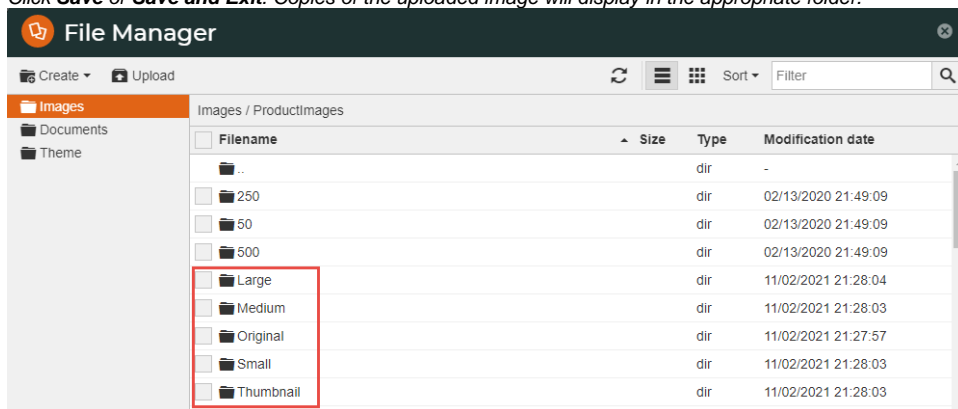 Click Save or Save and Exit. Copies of the uploaded image will display in the appropriate folder.
File Manager
Create Upload Sort Filter
Images Images / ProductImages
Documents Filename Size Type Modification date
Theme
.. dir -
250 dir 02/13/2020 21:49:09
50 dir 02/13/2020 21:49:09
500 dir 02/13/2020 21:49:09
Large dir 11/02/2021 21:28:04
Medium dir 11/02/2021 21:28:03
Original dir 11/02/2021 21:27:57
Small dir 11/02/2021 21:28:03
Thumbnail dir 11/02/2021 21:28:03